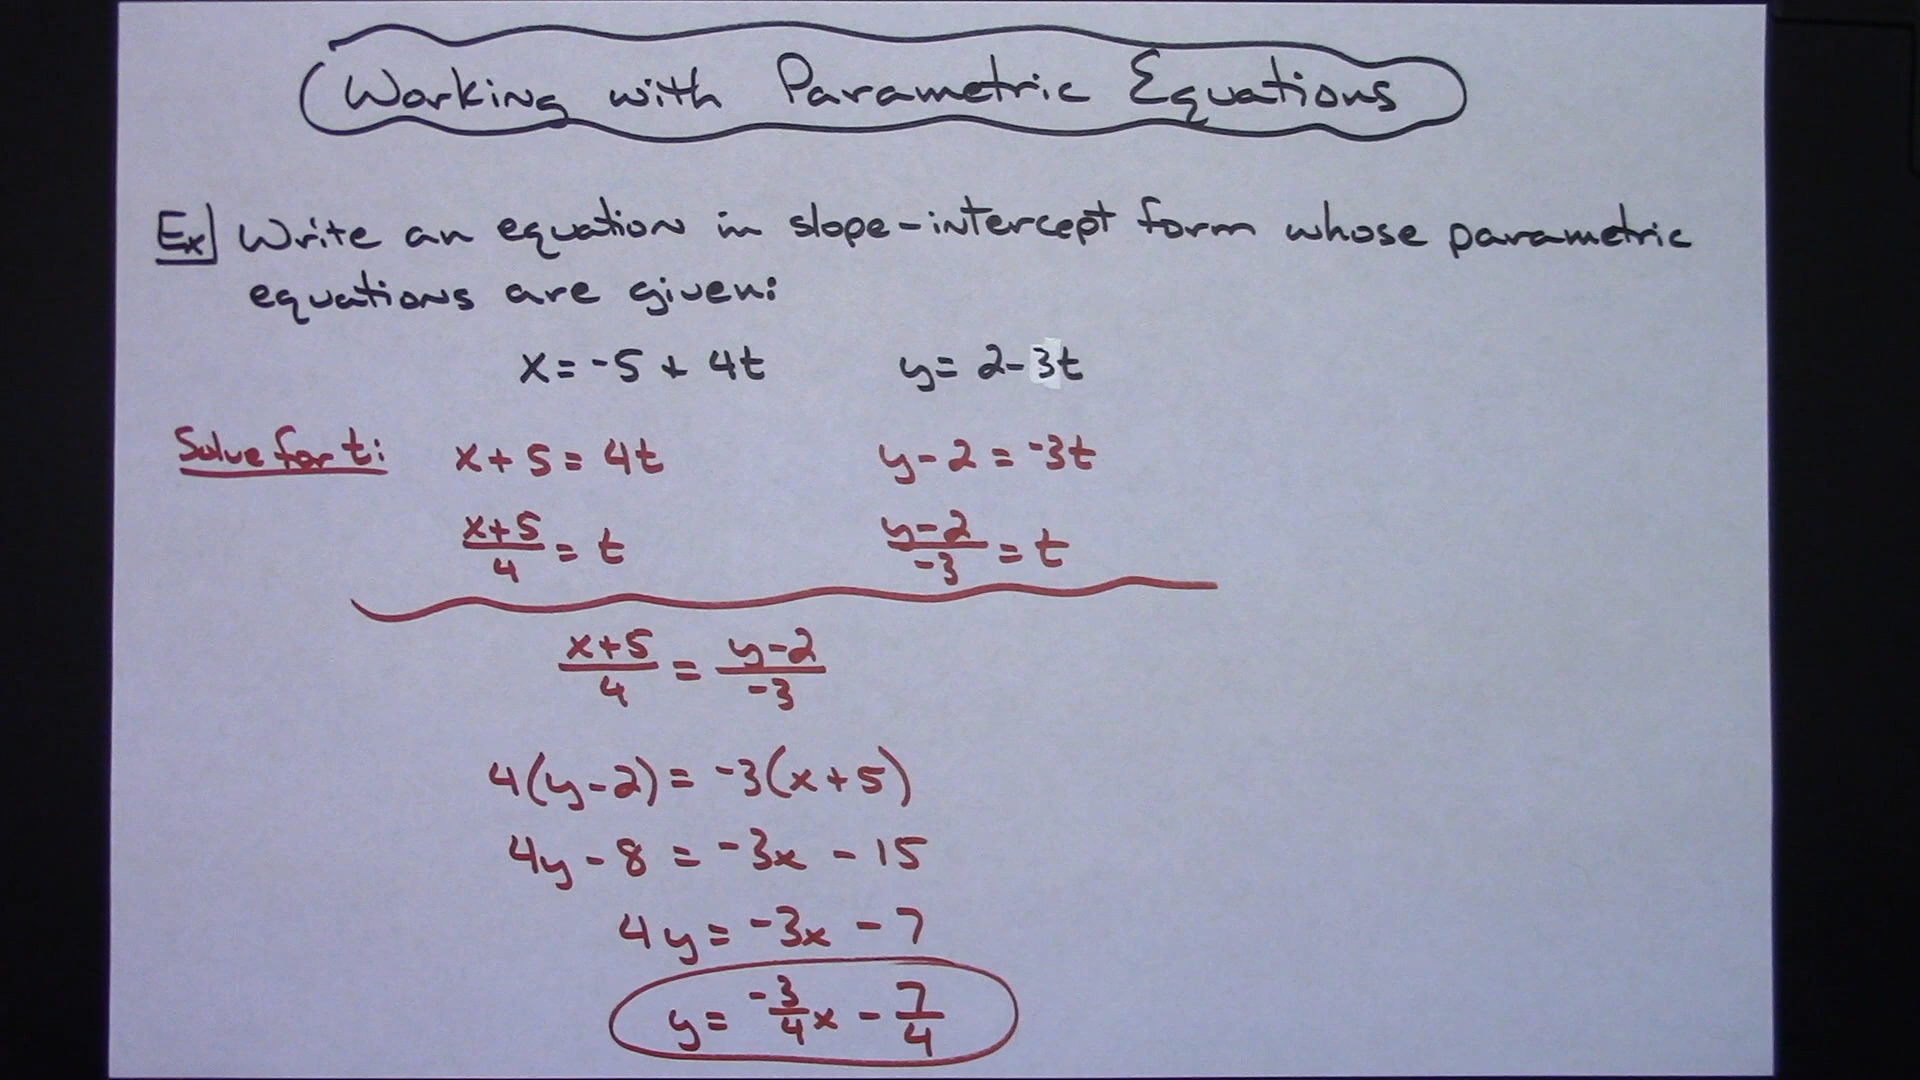 Working with Parametric Equations
Ex] Write an equation in slope-intercept form whose parametric
equations are given:
x = -5 + 4t y = 2-3t
Solve for t: x+5 = 4t y-2 = -3t
x+5/4 = t y-2/-3 = t
x+5/4 = y-2/-3
4(y-2) = -3(x+5)
4y - 8 = -3x - 15
4y = -3x - 7
y = -3/4x - 7/4